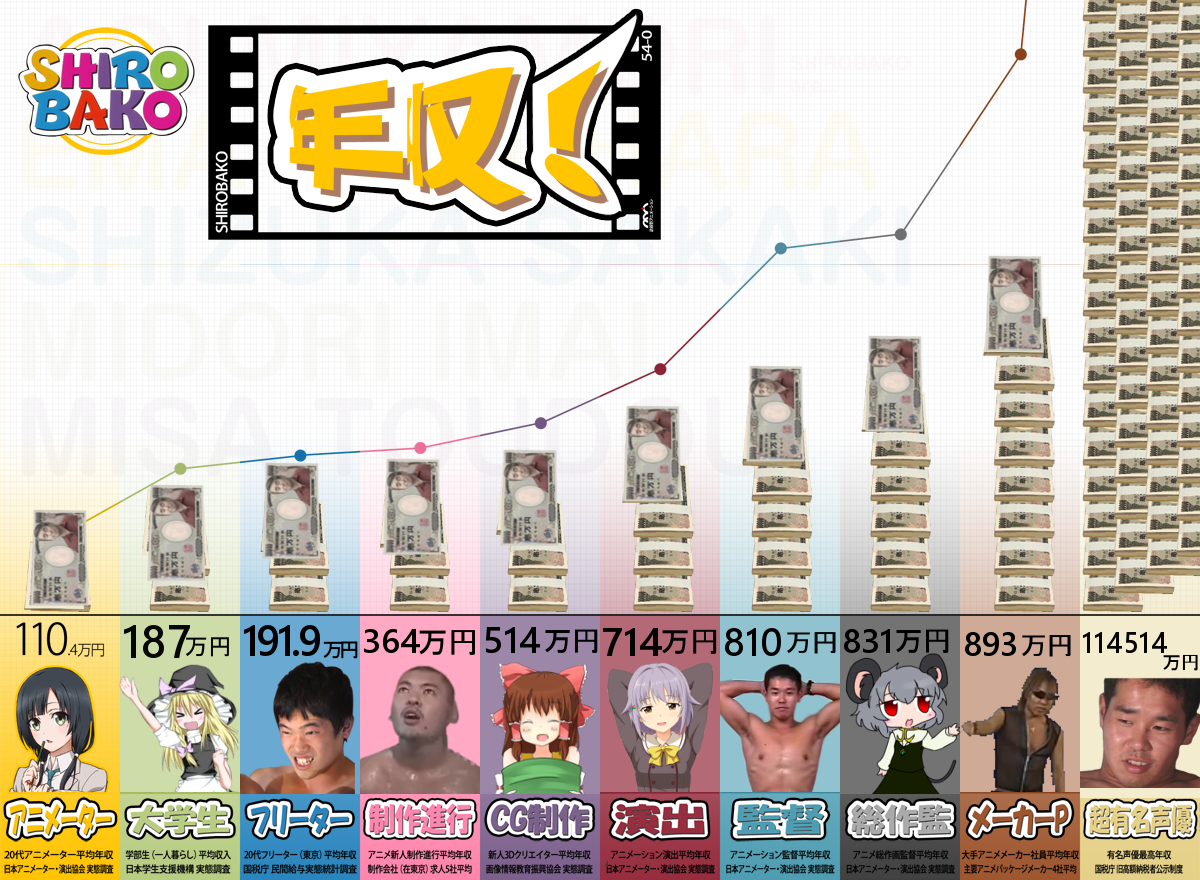 SHIRO
BAKO
SHIROBAKO
年収!
54-0
SHIZUKA SAKAKI
MIDORI IMAI
MISA TOUDOU
110.4万円
187万円
191.9万円
364万円
514万円
714万円
810万円
831万円
893万円
114514万円
アニメーター
大学生
フリーター
制作進行
CG制作
演出
監督
総作監
メーカーP
超有名声優
20代アニメーター平均年収
日本アニメーター・演出協会 実態調査
学部生(一人暮らし)平均収入
日本学生支援機構 実態調査
20代フリーター(東京)平均年収
国税庁 民間給与実態統計調査
アニメ新人制作進行平均年収
制作会社(在東京)求人5社平均
新人3Dクリエイター平均年収
画像情報教育振興協会 実態調査
アニメーション演出平均年収
日本アニメーター・演出協会 実態調査
アニメーション監督平均年収
日本アニメーター・演出協会 実態調査
アニメ総作画監督平均年収
日本アニメーター・演出協会 実態調査
大手アニメメーカー社員平均年収
主要アニメパッケージメーカー4社平均
有名声優最高年収
国税庁 旧高額納税者公示制度